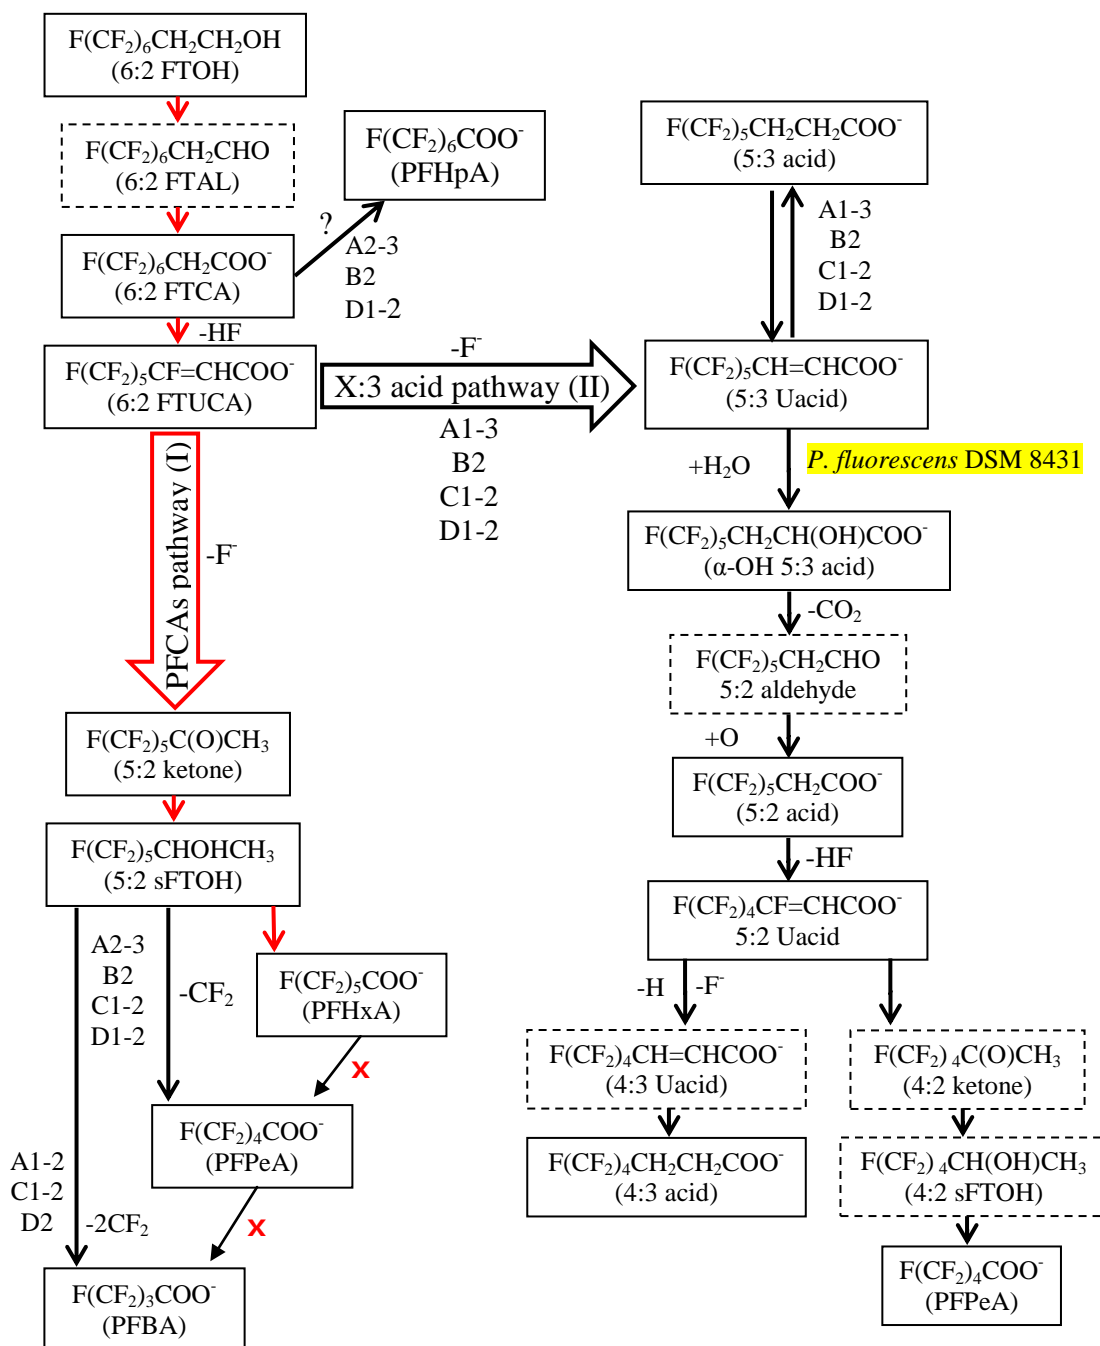 F(CF₂)₆CH₂CH₂OH
(6:2 FTOH)
F(CF₂)₆CH₂CHO
(6:2 FTAL)
F(CF₂)₆COO⁻
(PFHpA)
?
A2-3
B2
D1-2
F(CF₂)₆CH₂COO⁻
(6:2 FTCA)
-HF
F(CF₂)₅CF=CHCOO⁻
(6:2 FTUCA)
-F⁻
X:3 acid pathway (II)
A1-3
B2
C1-2
D1-2
PFCAs pathway (I)
-F⁻
F(CF₂)₅C(O)CH₃
(5:2 ketone)
F(CF₂)₅CHOHCH₃
(5:2 sFTOH)
A2-3
B2
C1-2
D1-2
-CF₂
F(CF₂)₅COO⁻
(PFHxA)
x
F(CF₂)₄COO⁻
(PFPeA)
x
A1-2
C1-2
D2
-2CF₂
F(CF₂)₃COO⁻
(PFBA)
F(CF₂)₅CH₂CH₂COO⁻
(5:3 acid)
A1-3
B2
C1-2
D1-2
F(CF₂)₅CH=CHCOO⁻
(5:3 Uacid)
+H₂O
P. fluorescens DSM 8431
F(CF₂)₅CH₂CH(OH)COO⁻
(α-OH 5:3 acid)
-CO₂
F(CF₂)₅CH₂CHO
5:2 aldehyde
+O
F(CF₂)₅CH₂COO⁻
(5:2 acid)
-HF
F(CF₂)₄CF=CHCOO⁻
5:2 Uacid
-H -F⁻
F(CF₂)₄CH=CHCOO⁻
(4:3 Uacid)
F(CF₂)₄CH₂CH₂COO⁻
(4:3 acid)
F(CF₂) ₄C(O)CH₃
(4:2 ketone)
F(CF₂) ₄CH(OH)CH₃
(4:2 sFTOH)
F(CF₂)₄COO⁻
(PFPeA)